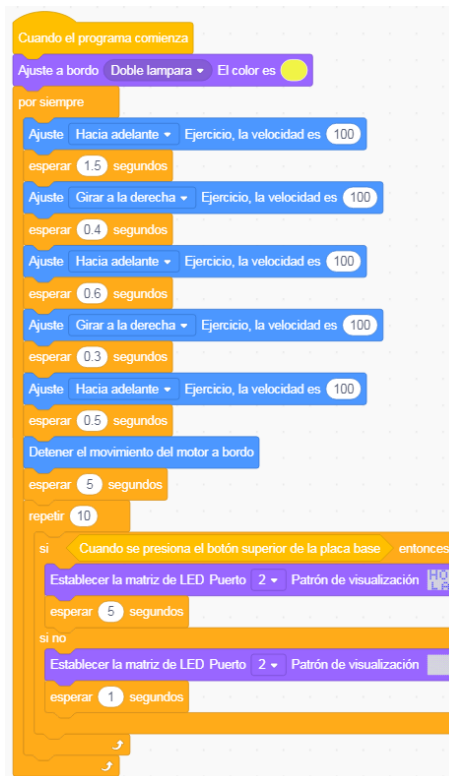 Cuando el programa comienza
Ajuste a bordo Doble lampara El color es
por siempre
Ajuste Hacia adelante Ejercicio, la velocidad es 100
esperar 1.5 segundos
Ajuste Girar a la derecha Ejercicio, la velocidad es 100
esperar 0.4 segundos
Ajuste Hacia adelante Ejercicio, la velocidad es 100
esperar 0.6 segundos
Ajuste Girar a la derecha Ejercicio, la velocidad es 100
esperar 0.3 segundos
Ajuste Hacia adelante Ejercicio, la velocidad es 100
esperar 0.5 segundos
Detener el movimiento del motor a bordo
esperar 5 segundos
repetir 10
si Cuando se presiona el botón superior de la placa base entonces
Establecer la matriz de LED Puerto 2 Patrón de visualización HO
LA
esperar 5 segundos
si no
Establecer la matriz de LED Puerto 2 Patrón de visualización
esperar 1 segundos